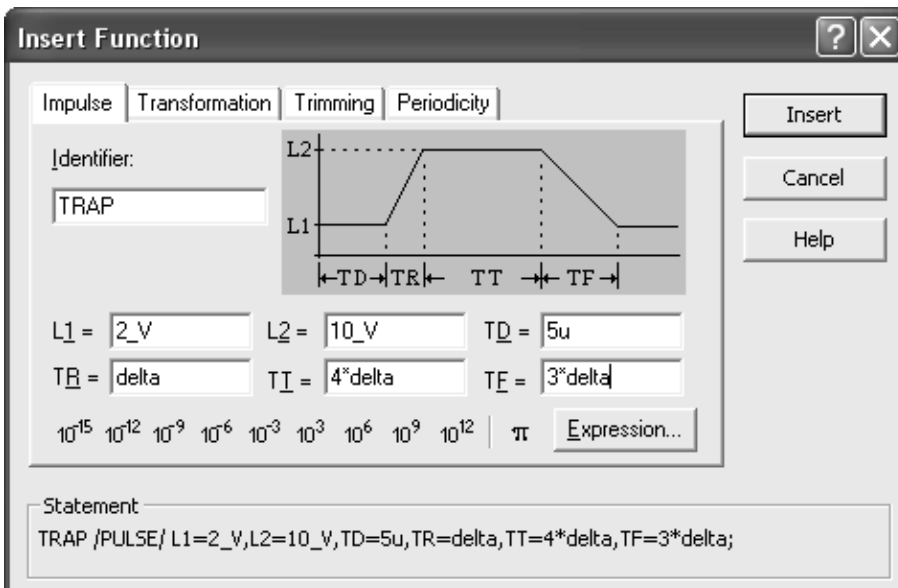 Insert Function
Impulse Transformation Trimming Periodicity
Insert
Cancel
Help
Identifier:
TRAP
L2
L1
TD TR TT TF
L1 = 2_V L2 = 10_V TD = 5u
TR = delta TT = 4*delta TF = 3*delta
10⁻¹⁵ 10⁻¹² 10⁻⁹ 10⁻⁶ 10⁻³ 10³ 10⁶ 10⁹ 10¹² π Expression...
Statement
TRAP /PULSE/ L1=2_V,L2=10_V,TD=5u,TR=delta,TT=4*delta,TF=3*delta;